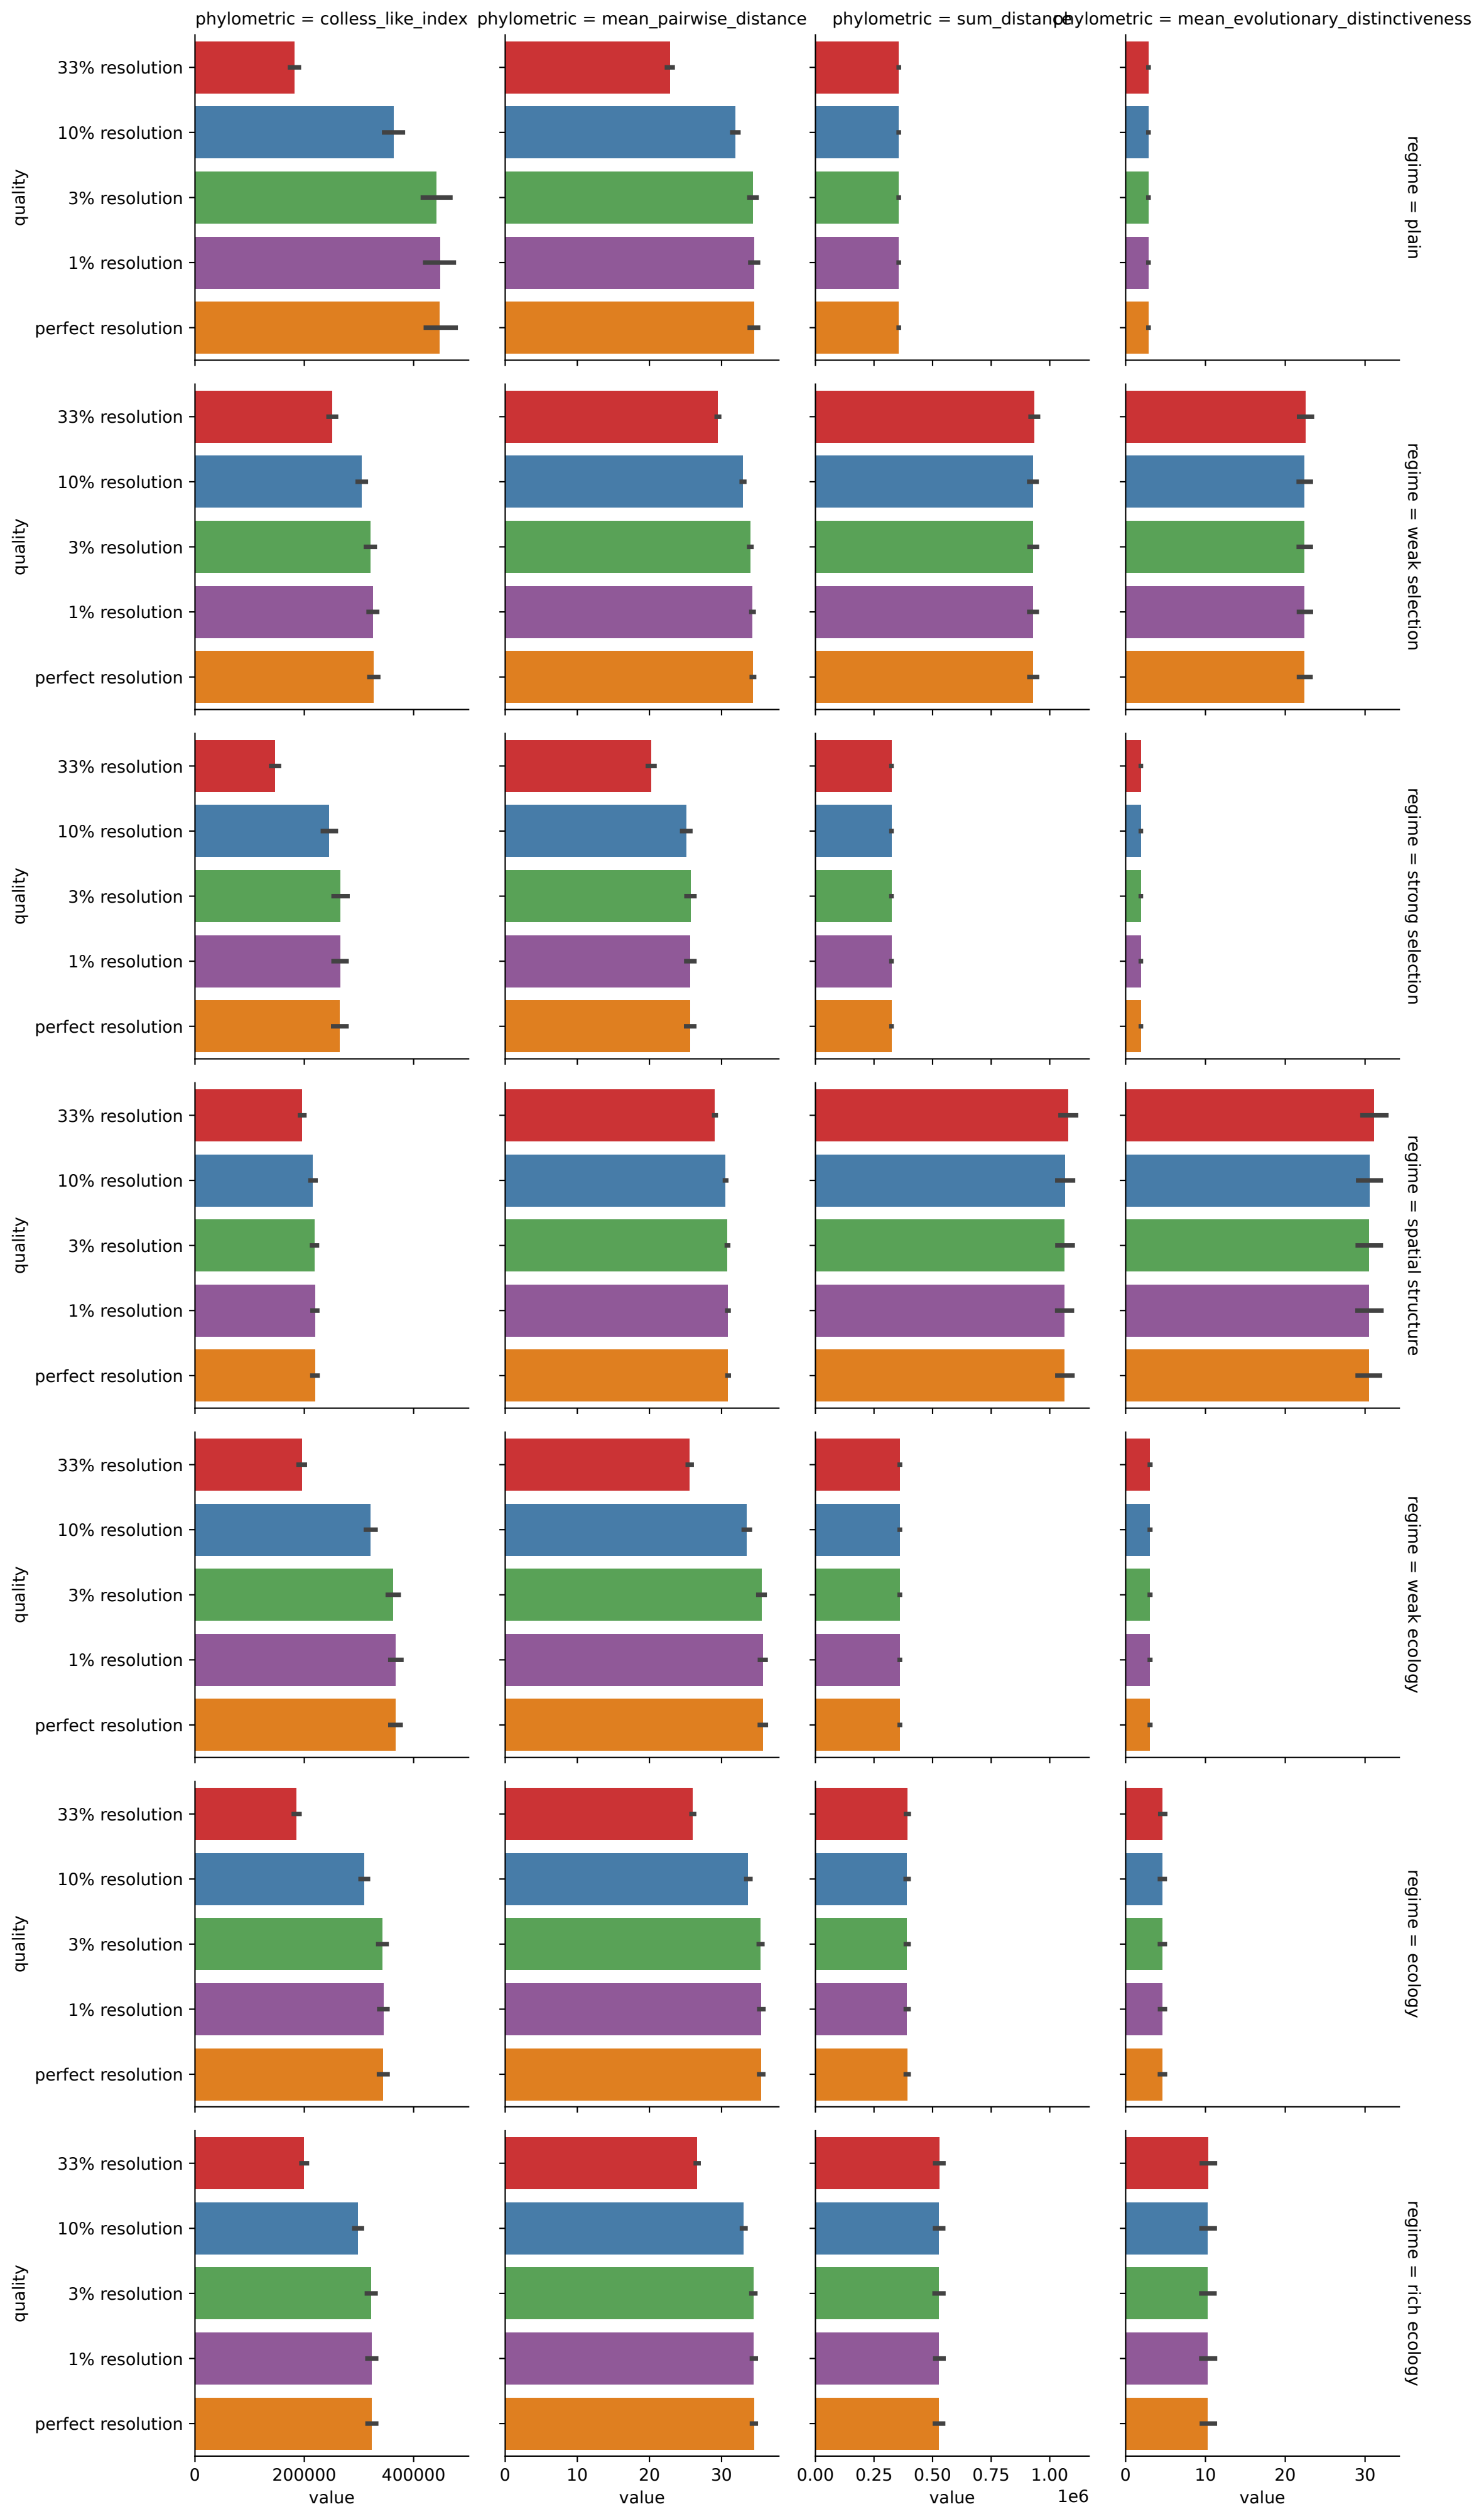 phylometric = colless_like_index
phylometric = mean_pairwise_distance
phylometric = sum_distance
phylometric = mean_evolutionary_distinctiveness
quality
33% resolution
10% resolution
3% resolution
1% resolution
perfect resolution
regime = plain
quality
33% resolution
10% resolution
3% resolution
1% resolution
perfect resolution
regime = weak selection
quality
33% resolution
10% resolution
3% resolution
1% resolution
perfect resolution
regime = strong selection
quality
33% resolution
10% resolution
3% resolution
1% resolution
perfect resolution
regime = spatial structure
quality
33% resolution
10% resolution
3% resolution
1% resolution
perfect resolution
regime = weak ecology
quality
33% resolution
10% resolution
3% resolution
1% resolution
perfect resolution
regime = ecology
quality
33% resolution
10% resolution
3% resolution
1% resolution
perfect resolution
regime = rich ecology
0 200000 400000
value
0 10 20 30
value
0.00 0.25 0.50 0.75 1.00
1e6
value
0 10 20 30
value